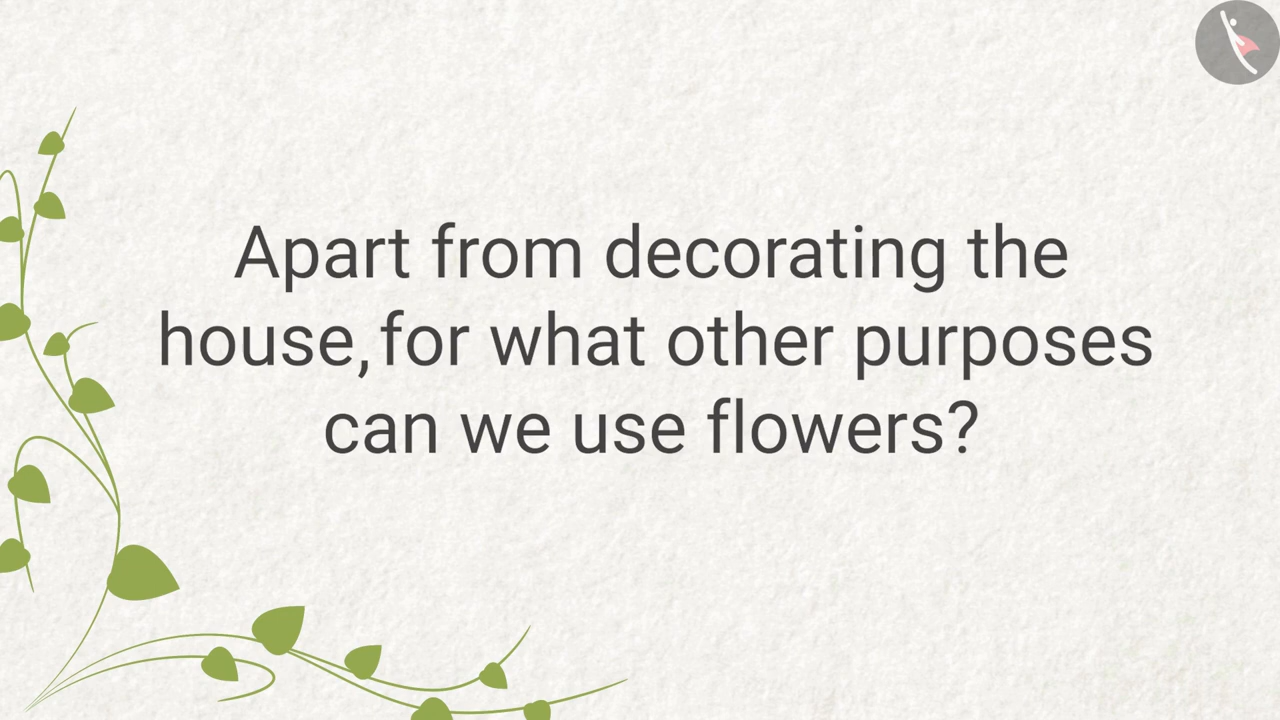 Apart from decorating the
house, for what other purposes
can we use flowers?